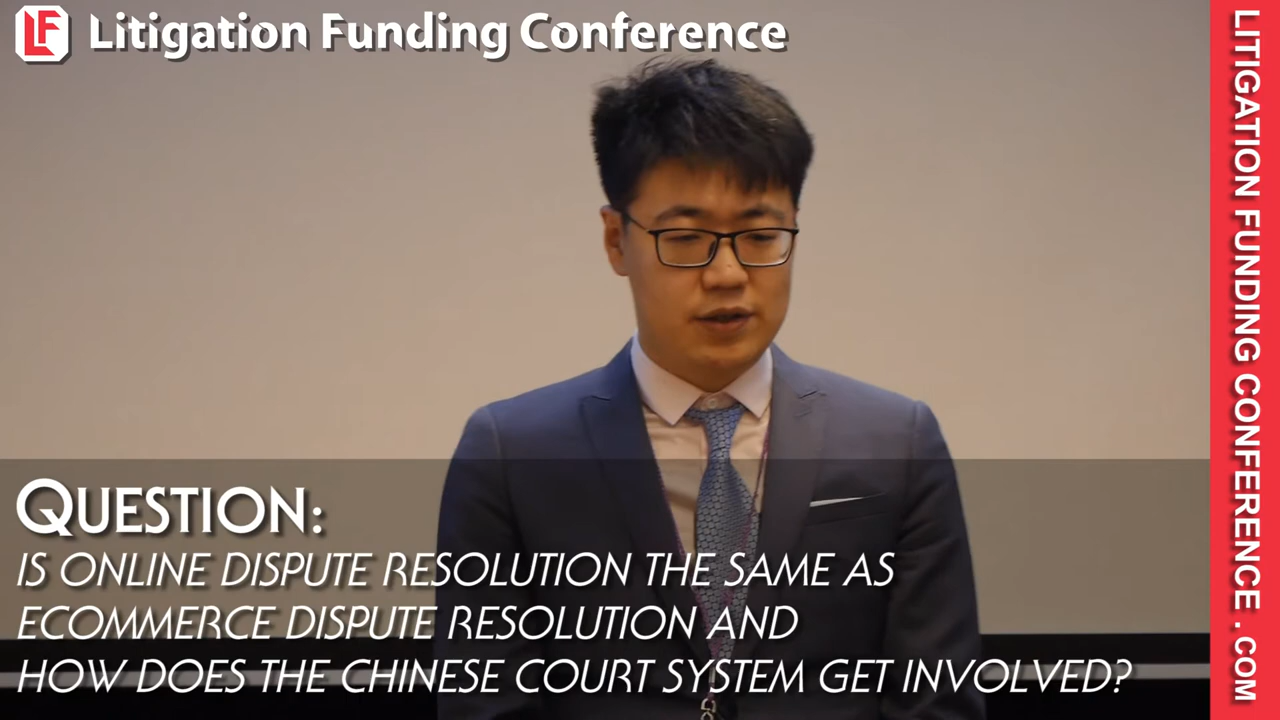 LF Litigation Funding Conference
QUESTION:
IS ONLINE DISPUTE RESOLUTION THE SAME AS
ECOMMERCE DISPUTE RESOLUTION AND
HOW DOES THE CHINESE COURT SYSTEM GET INVOLVED?
LITIGATION FUNDING CONFERENCE . COM